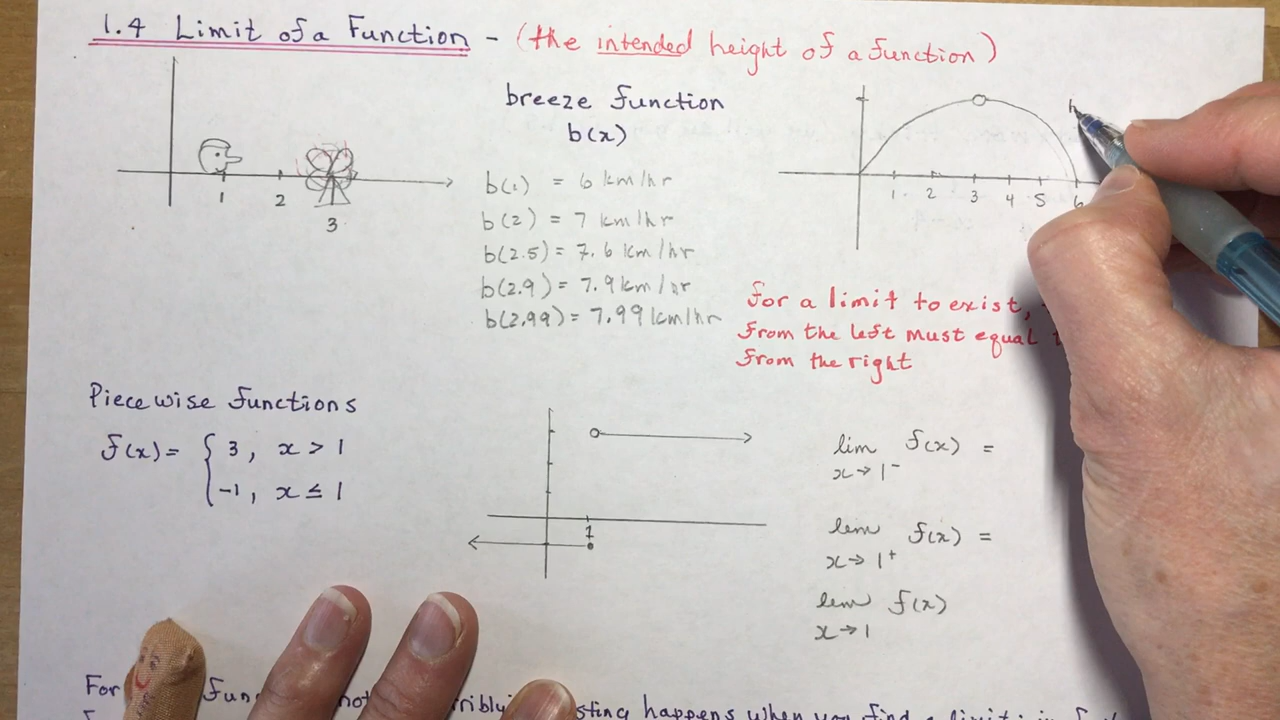 1.4 Limit of a Function - (the intended height of a function)
breeze function
b(x)
b(1) = 6 km/hr
b(2) = 7 km/hr
b(2.5) = 7.6 km/hr
b(2.9) = 7.9 km/hr
b(2.99) = 7.99 km/hr
1 2 3
1 2 3 4 5 6
for a limit to exist,
from the left must equal
from the right
Piecewise functions
f(x) = { 3, x > 1
-1, x ≤ 1
1
lim f(x) =
x→1⁻
lim f(x) =
x→1⁺
lim f(x)
x→1
For
happens when you find a limit